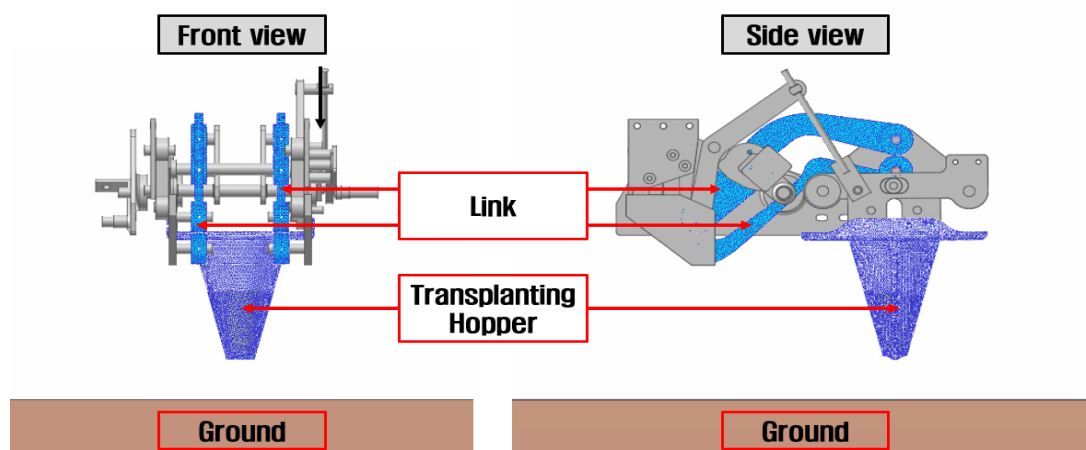 Front view
Side view
Link
Transplanting
Hopper
Ground
Ground